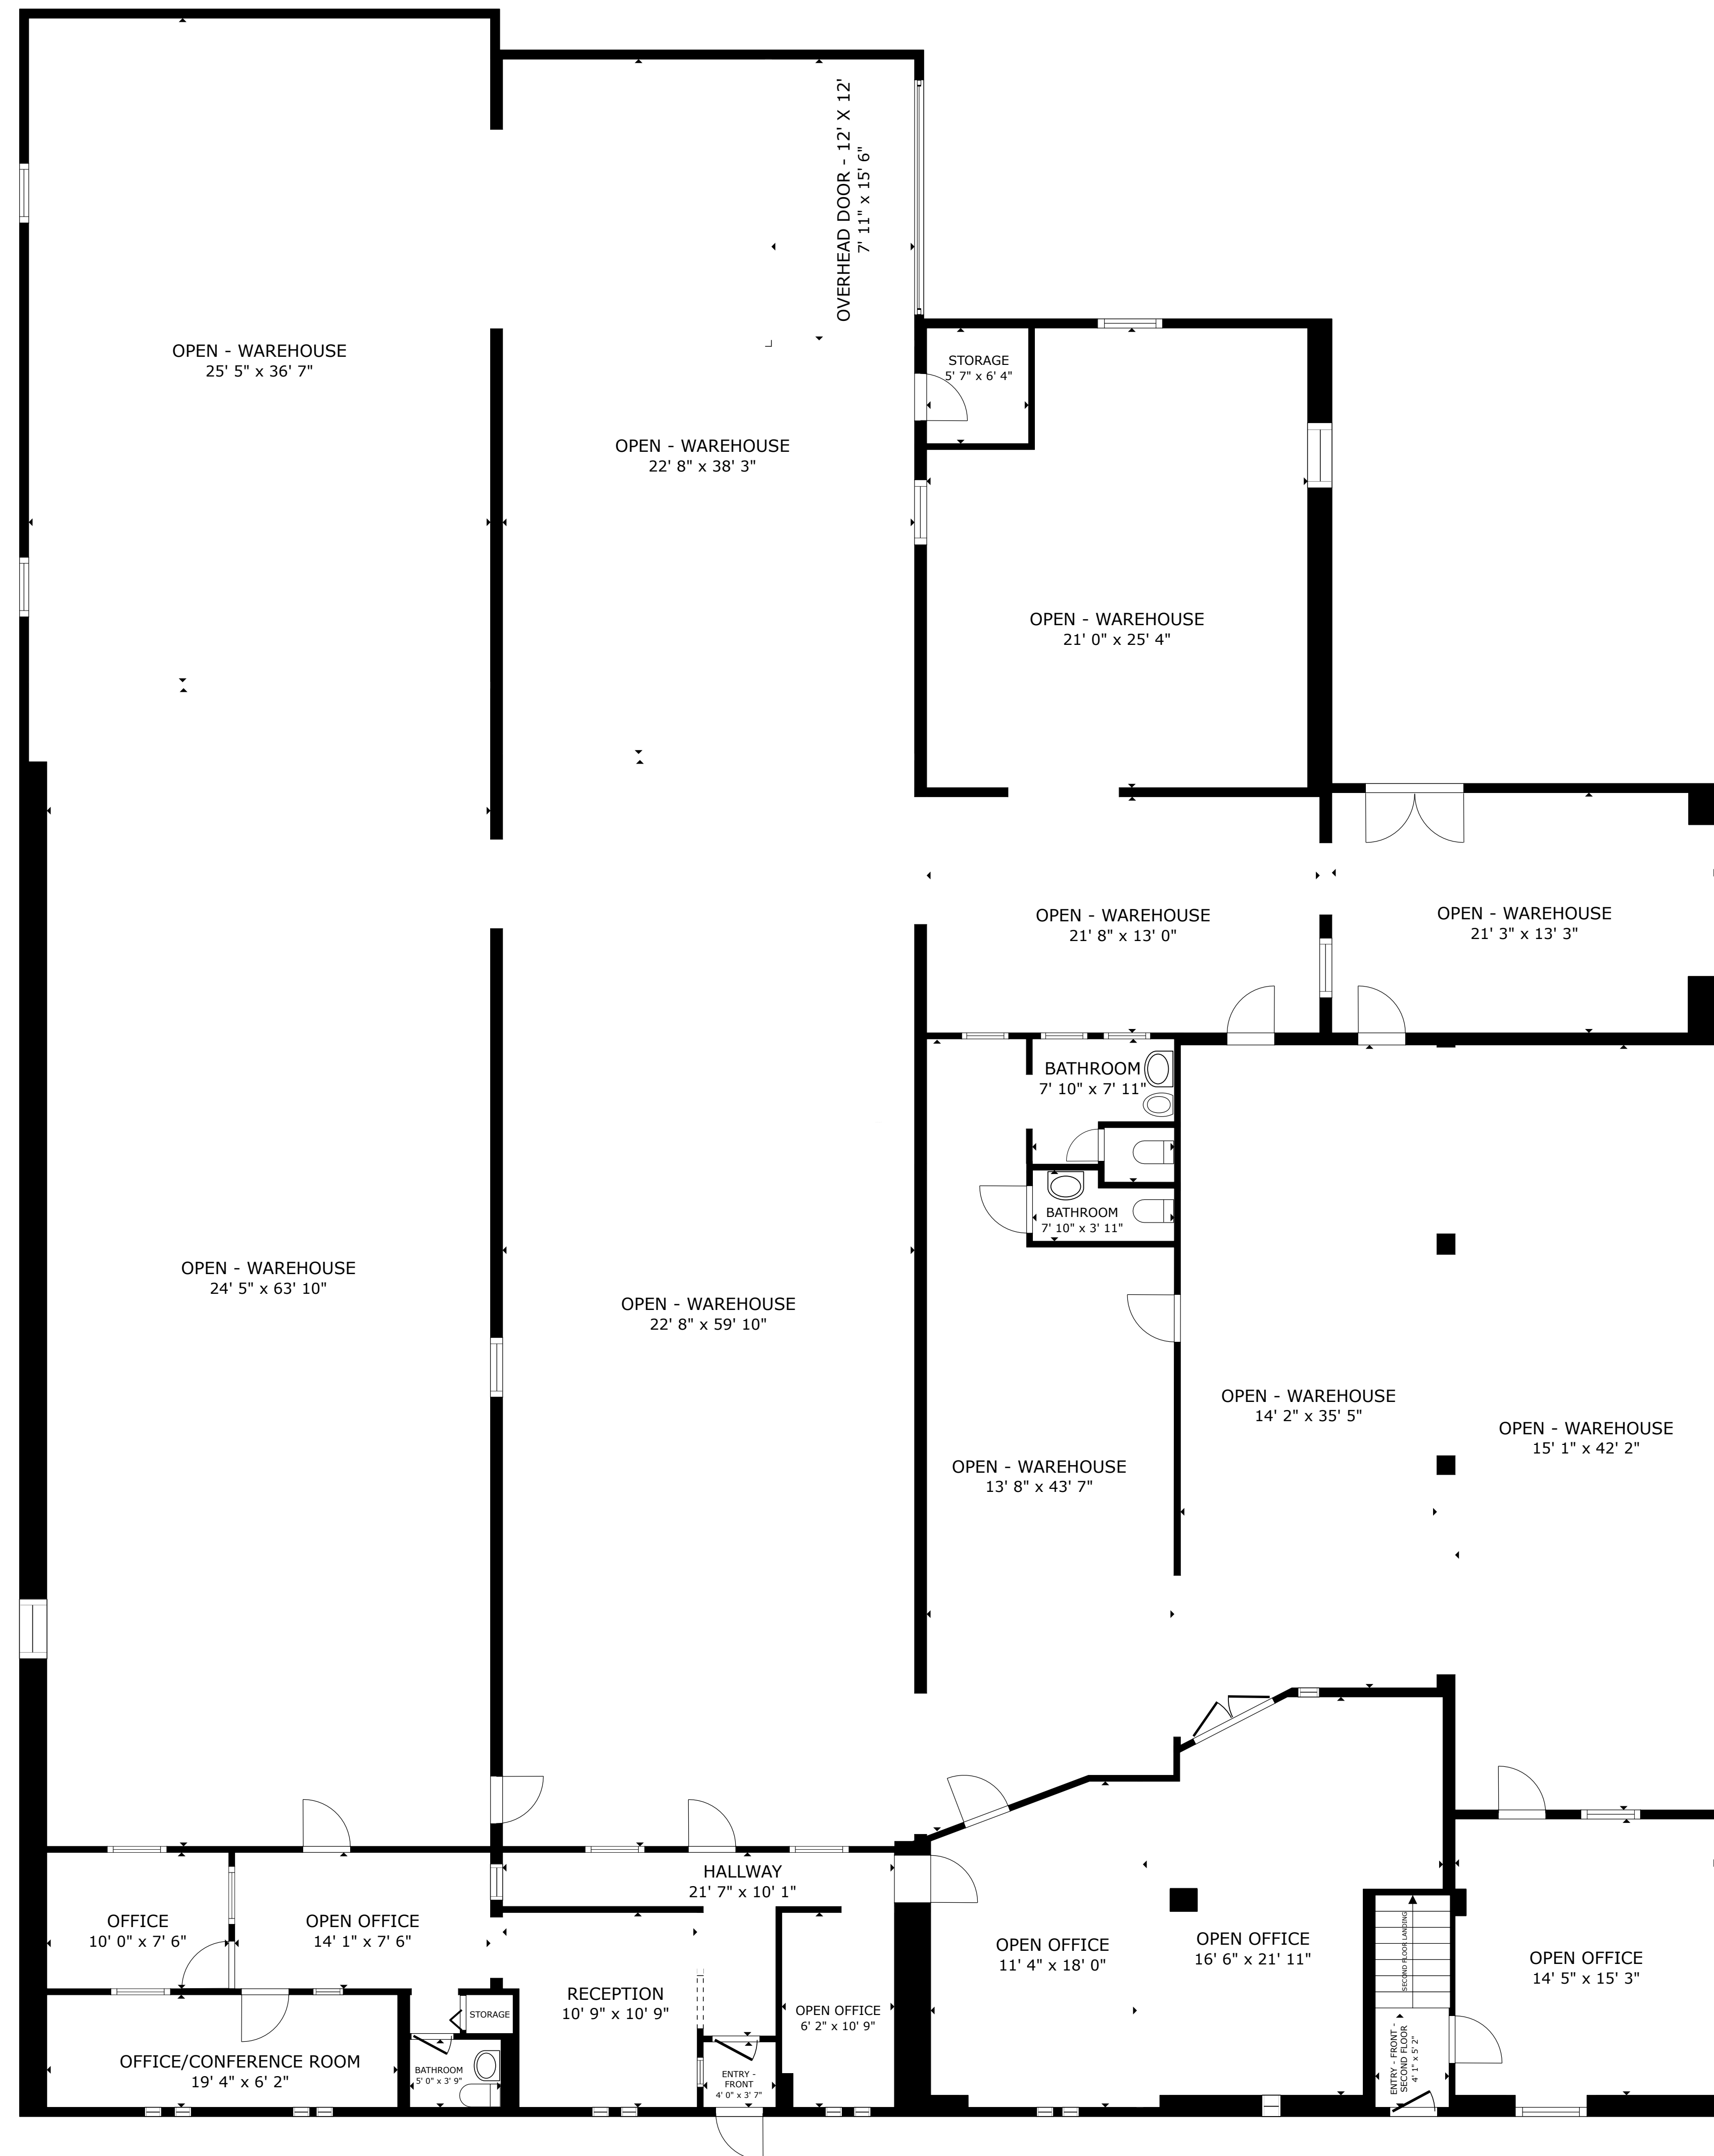 OVERHEAD DOOR - 12' X 12'
7' 11" x 15' 6"
OPEN - WAREHOUSE
25' 5" x 36' 7"
STORAGE
5' 7" x 6' 4"
OPEN - WAREHOUSE
22' 8" x 38' 3"
OPEN - WAREHOUSE
21' 0" x 25' 4"
OPEN - WAREHOUSE
21' 8" x 13' 0"
OPEN - WAREHOUSE
21' 3" x 13' 3"
BATHROOM
7' 10" x 7' 11"
BATHROOM
7' 10" x 3' 11"
OPEN - WAREHOUSE
24' 5" x 63' 10"
OPEN - WAREHOUSE
22' 8" x 59' 10"
OPEN - WAREHOUSE
14' 2" x 35' 5"
OPEN - WAREHOUSE
15' 1" x 42' 2"
OPEN - WAREHOUSE
13' 8" x 43' 7"
HALLWAY
21' 7" x 10' 1"
OFFICE
10' 0" x 7' 6"
OPEN OFFICE
14' 1" x 7' 6"
OPEN OFFICE
11' 4" x 18' 0"
OPEN OFFICE
16' 6" x 21' 11"
SECOND FLOOR LANDING
OPEN OFFICE
14' 5" x 15' 3"
RECEPTION
10' 9" x 10' 9"
STORAGE
OPEN OFFICE
6' 2" x 10' 9"
OFFICE/CONFERENCE ROOM
19' 4" x 6' 2"
BATHROOM
5' 0" x 3' 9"
ENTRY -
FRONT
4' 0" x 3' 7"
ENTRY - FRONT -
SECOND FLOOR
4' 1" x 5' 2"